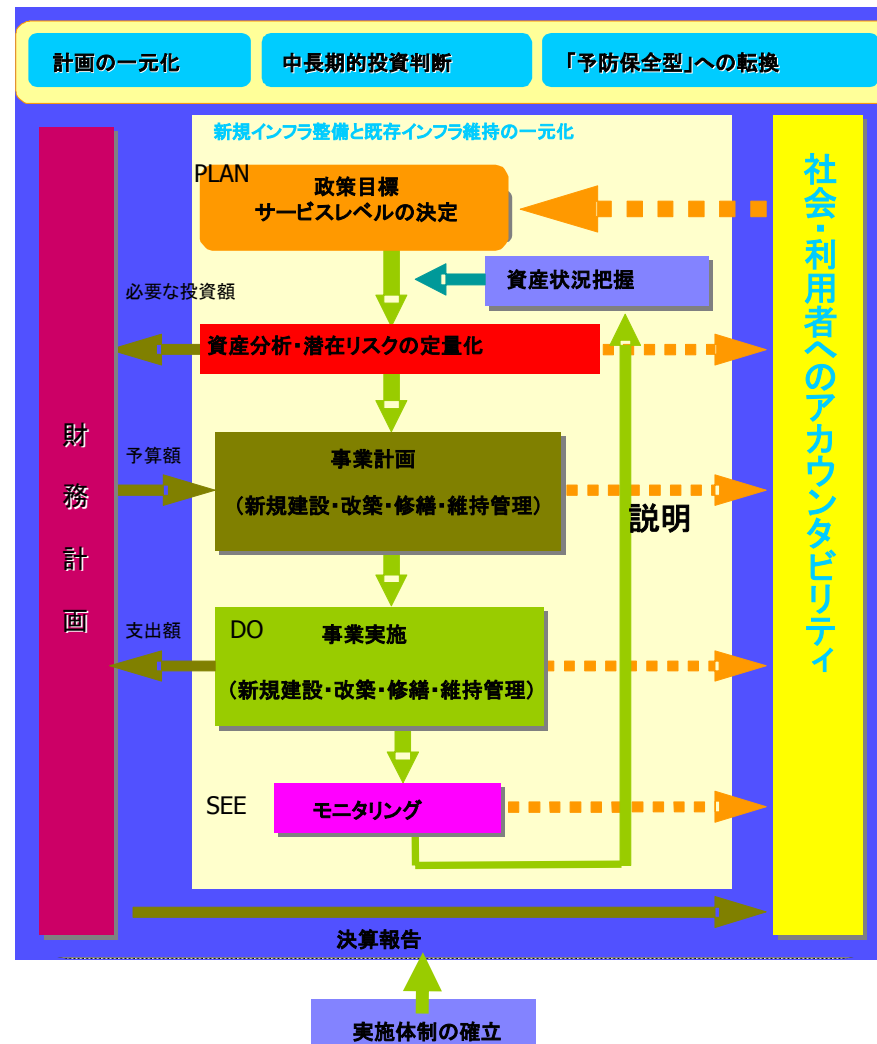 計画の一元化
中長期的投資判断
「予防保全型」への転換
新規インフラ整備と既存インフラ維持の一元化
PLAN
政策目標
サービスレベルの決定
資産状況把握
必要な投資額
資産分析・潜在リスクの定量化
財務計画
予算額
事業計画
（新規建設・改築・修繕・維持管理）
説明
社会・利用者へのアカウンタビリティ
支出額
DO
事業実施
（新規建設・改築・修繕・維持管理）
SEE
モニタリング
決算報告
実施体制の確立